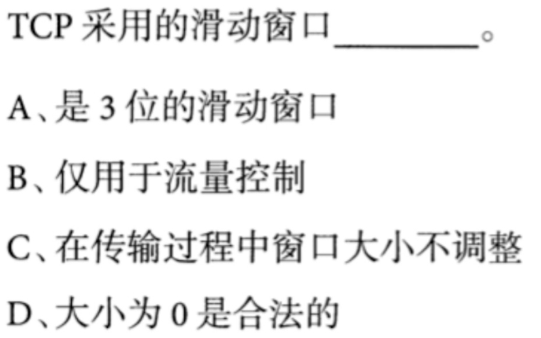 TCP 采用的滑动窗口________。
A、是 3 位的滑动窗口
B、仅用于流量控制
C、在传输过程中窗口大小不调整
D、大小为 0 是合法的